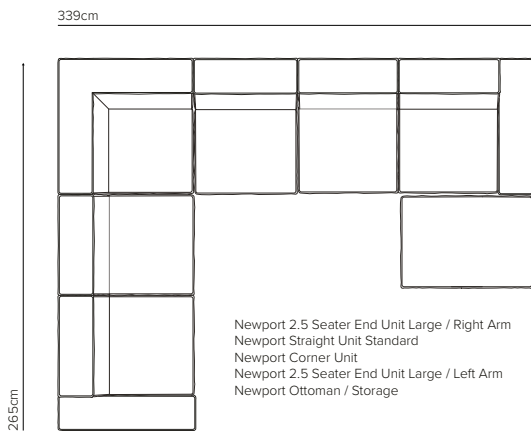 339cm
265cm
Newport 2.5 Seater End Unit Large / Right Arm
Newport Straight Unit Standard
Newport Corner Unit
Newport 2.5 Seater End Unit Large / Left Arm
Newport Ottoman / Storage